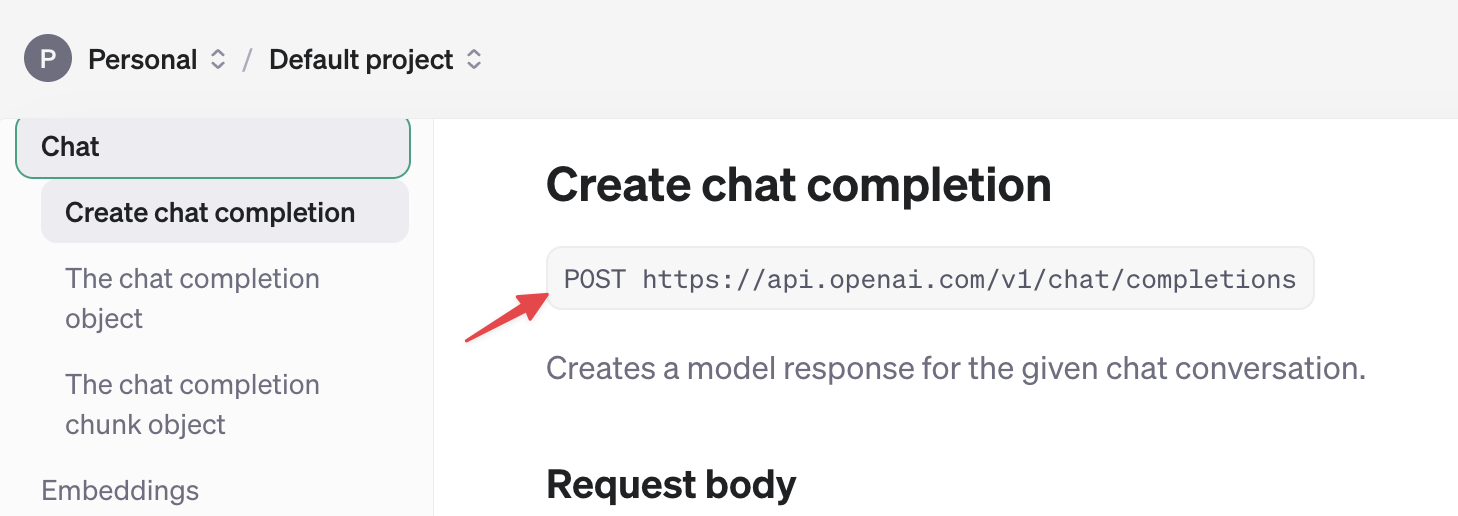 P Personal / Default project
Chat
Create chat completion
The chat completion
object
The chat completion
chunk object
Embeddings
Create chat completion
POST https://api.openai.com/v1/chat/completions
Creates a model response for the given chat conversation.
Request body